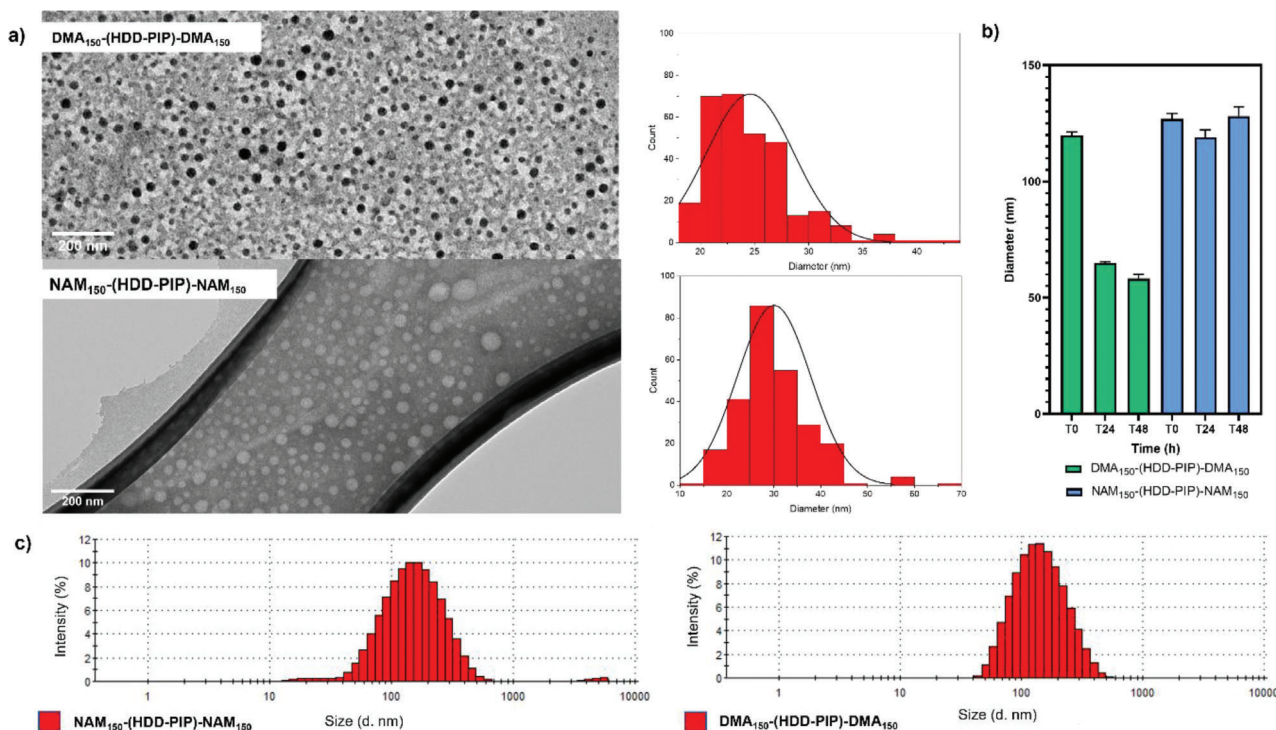 a)
DMA₁₅₀-(HDD-PIP)-DMA₁₅₀
200 nm
NAM₁₅₀-(HDD-PIP)-NAM₁₅₀
200 nm
100
80
60
40
20
0
Count
20 25 30 35 40
Diameter (nm)
100
80
60
40
20
0
Count
10 20 30 40 50 60 70
Diameter (nm)
b)
150
100
50
0
Diameter (nm)
T0 T24 T48 T0 T24 T48
Time (h)
DMA₁₅₀-(HDD-PIP)-DMA₁₅₀
NAM₁₅₀-(HDD-PIP)-NAM₁₅₀
c)
12
10
8
6
4
2
0
Intensity (%)
1 10 100 1000 10000
Size (d. nm)
NAM₁₅₀-(HDD-PIP)-NAM₁₅₀
12
10
8
6
4
2
0
Intensity (%)
1 10 100 1000 10000
Size (d. nm)
DMA₁₅₀-(HDD-PIP)-DMA₁₅₀